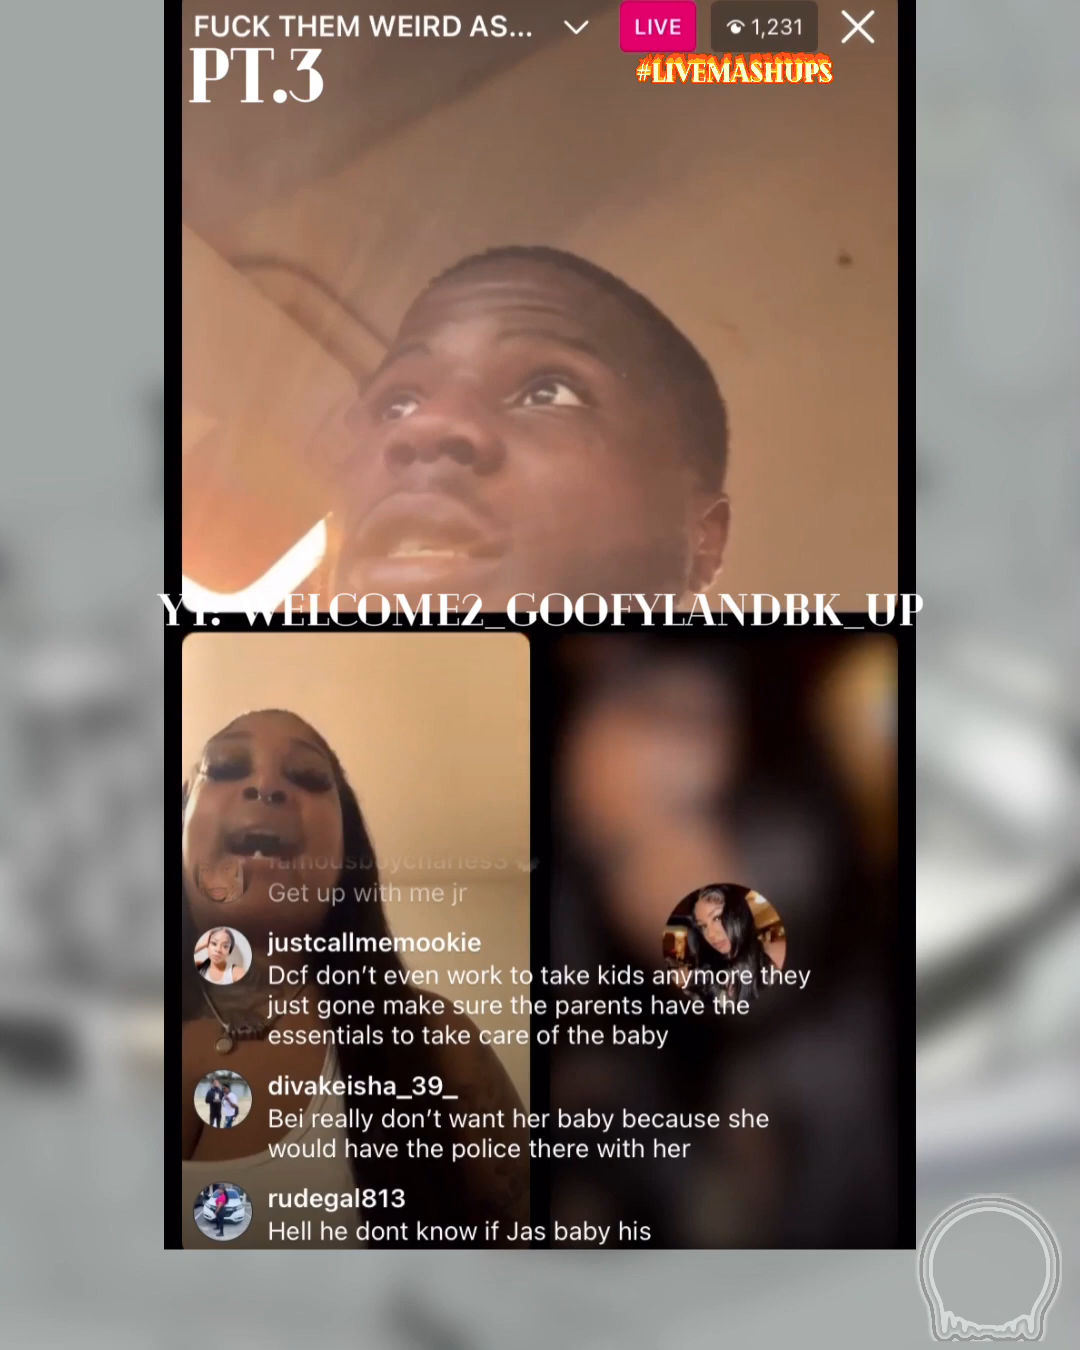 FUCK THEM WEIRD AS...
LIVE
1,231
PT.3
#LIVEMASHUPS
YT: WELCOME2_GOOFYLANDBK_UP
famousboycharles3
Get up with me jr
justcallmemookie
Dcf don’t even work to take kids anymore they
just gone make sure the parents have the
essentials to take care of the baby
divakeisha_39_
Bei really don’t want her baby because she
would have the police there with her
rudegal813
Hell he dont know if Jas baby his